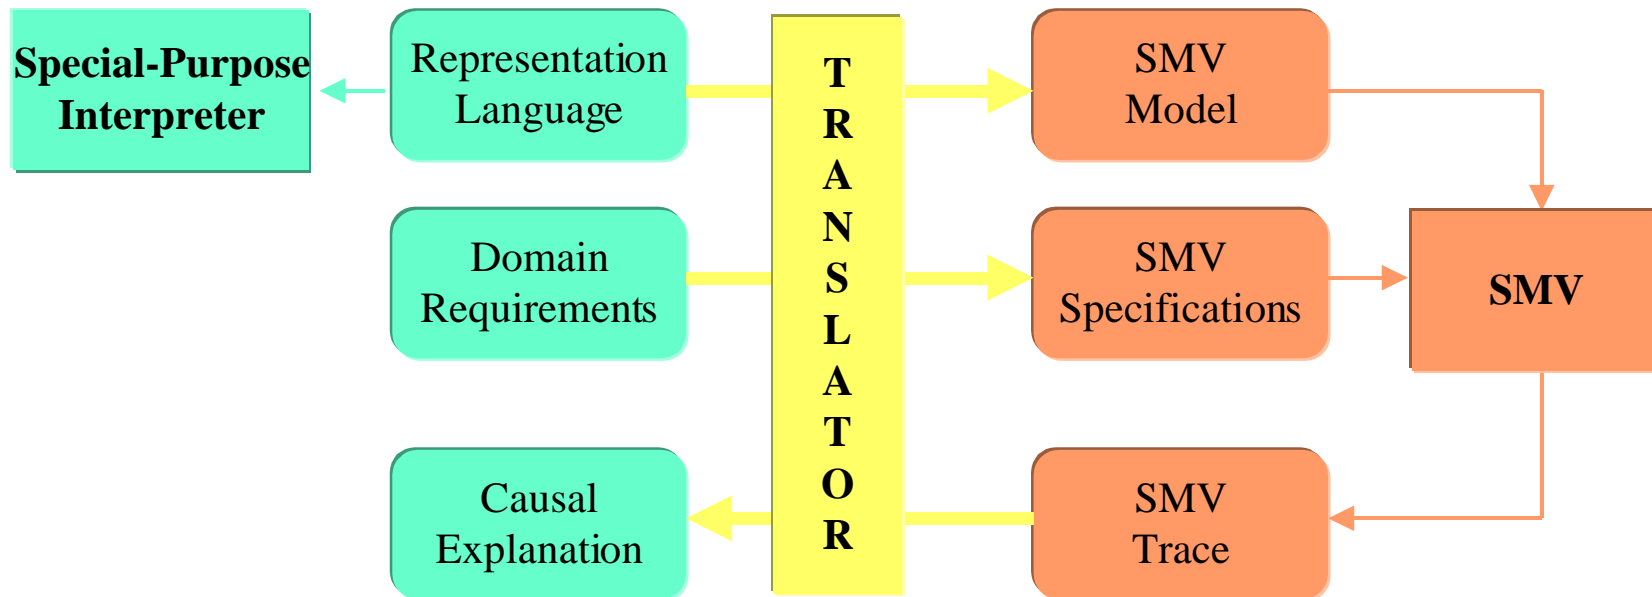 Special-Purpose
Interpreter
Representation
Language
T
R
A
N
S
L
A
T
O
R
SMV
Model
Domain
Requirements
SMV
Specifications
SMV
Causal
Explanation
SMV
Trace